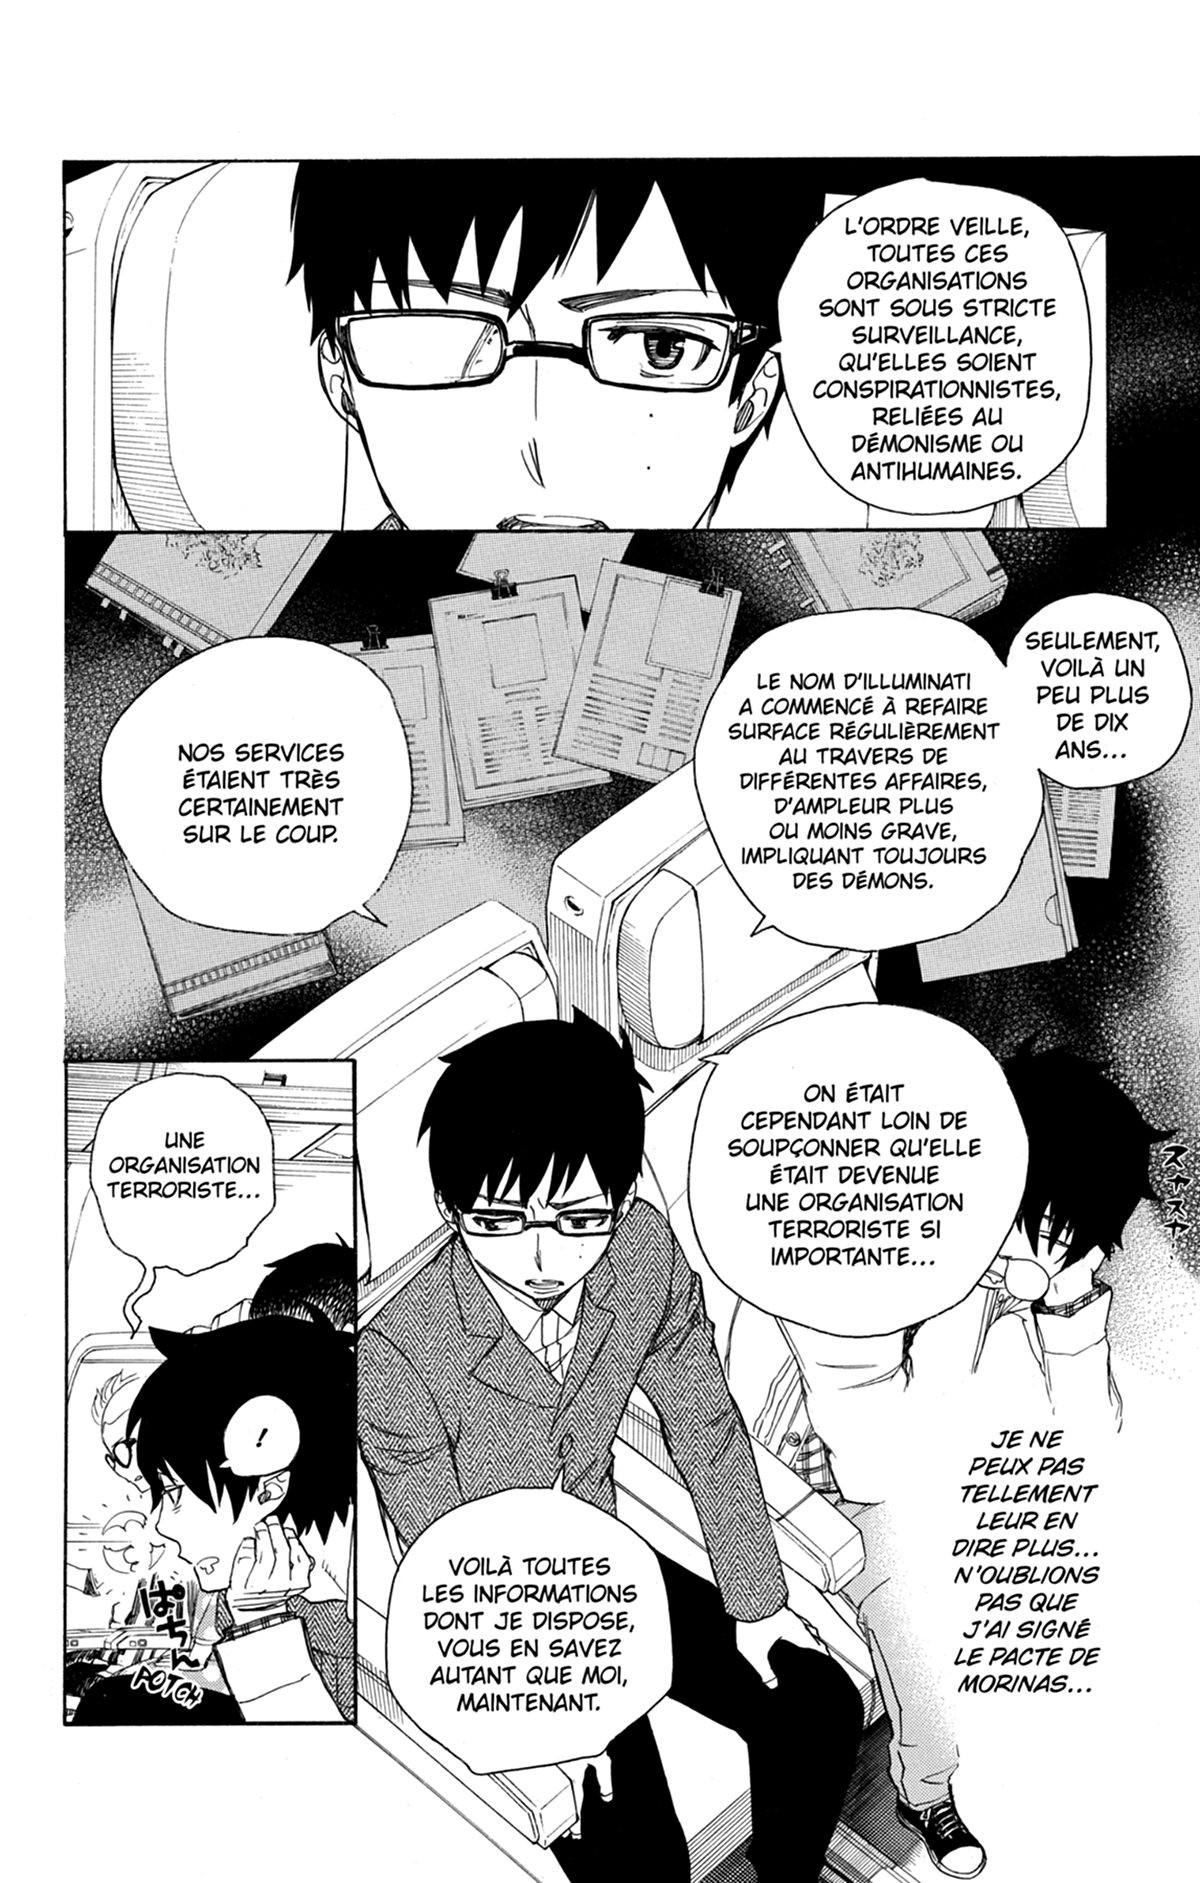 L'ORDRE VEILLE,
TOUTES CES
ORGANISATIONS
SONT SOUS STRICTE
SURVEILLANCE,
QU'ELLES SOIENT
CONSPIRATIONNISTES,
RELIÉES AU
DÉMONISME OU
ANTIHUMAINES.
SEULEMENT,
VOILÀ UN
PEU PLUS
DE DIX
ANS...
LE NOM D'ILLUMINATI
A COMMENCÉ À REFAIRE
SURFACE RÉGULIÈREMENT
AU TRAVERS DE
DIFFÉRENTES AFFAIRES,
D'AMPLEUR PLUS
OU MOINS GRAVE,
IMPLIQUANT TOUJOURS
DES DÉMONS.
NOS SERVICES
ÉTAIENT TRÈS
CERTAINEMENT
SUR LE COUP.
ON ÉTAIT
CEPENDANT LOIN DE
SOUPÇONNER QU'ELLE
ÉTAIT DEVENUE
UNE ORGANISATION
TERRORISTE SI
IMPORTANTE...
スヤスヤ…
JE NE
PEUX PAS
TELLEMENT
LEUR EN
DIRE PLUS...
N'OUBLIONS
PAS QUE
J'AI SIGNÉ
LE PACTE DE
MORINAS...
VOILÀ TOUTES
LES INFORMATIONS
DONT JE DISPOSE,
VOUS EN SAVEZ
AUTANT QUE MOI,
MAINTENANT.
UNE
ORGANISATION
TERRORISTE...
!
ぱちん
POTCH